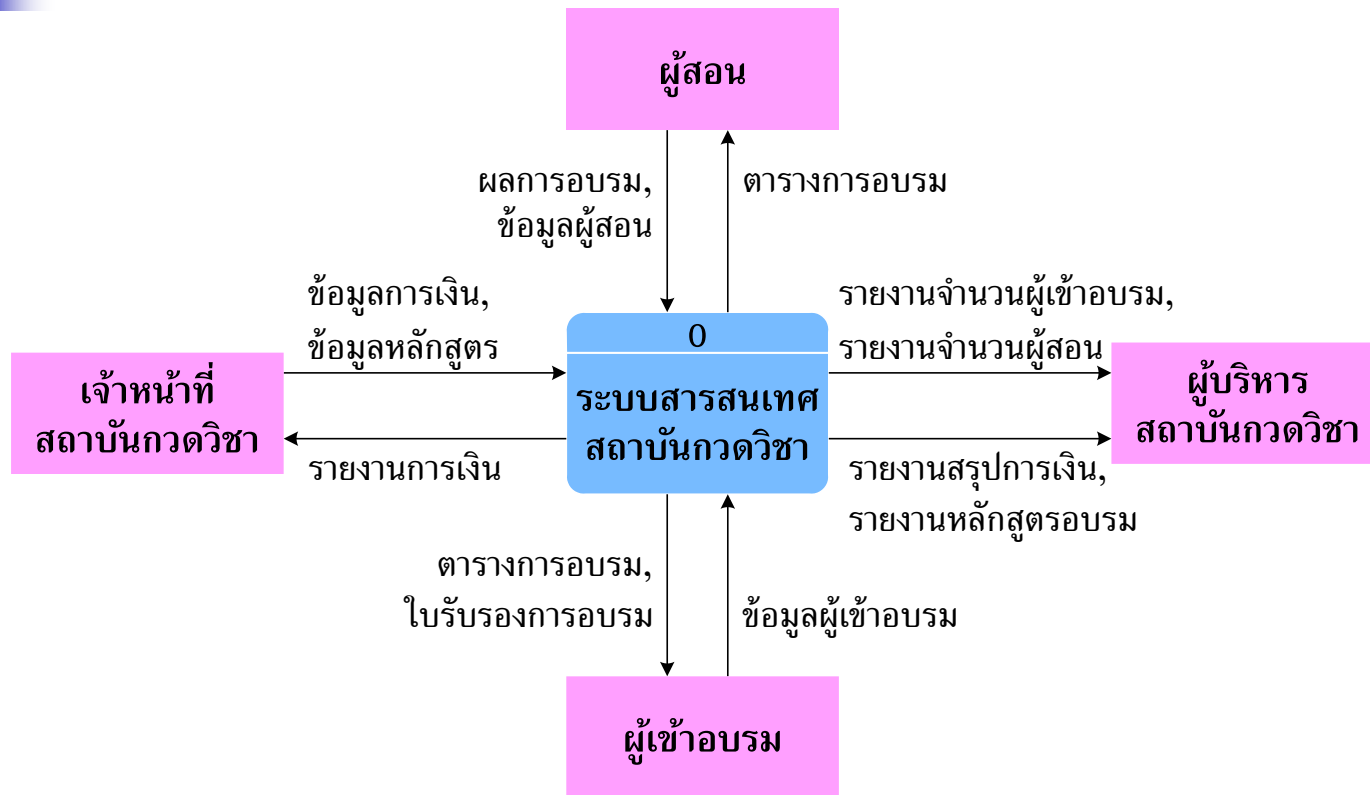 ผู้สอน
ผลการอบรม,
ข้อมูลผู้สอน
ตารางการอบรม
ข้อมูลการเงิน,
ข้อมูลหลักสูตร
รายงานจำนวนผู้เข้าอบรม,
รายงานจำนวนผู้สอน
0
ระบบสารสนเทศ
สถาบันกวดวิชา
เจ้าหน้าที่
สถาบันกวดวิชา
ผู้บริหาร
สถาบันกวดวิชา
รายงานการเงิน
รายงานสรุปการเงิน,
รายงานหลักสูตรอบรม
ตารางการอบรม,
ใบรับรองการอบรม
ข้อมูลผู้เข้าอบรม
ผู้เข้าอบรม